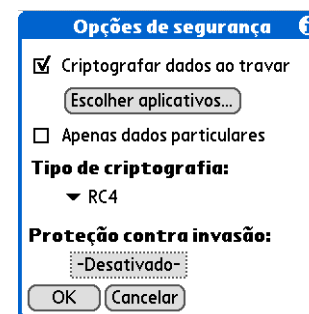 Opções de segurança
Criptografar dados ao travar
Escolher aplicativos...
Apenas dados particulares
Tipo de criptografia:
RC4
Proteção contra invasão:
-Desativado-
OK Cancelar